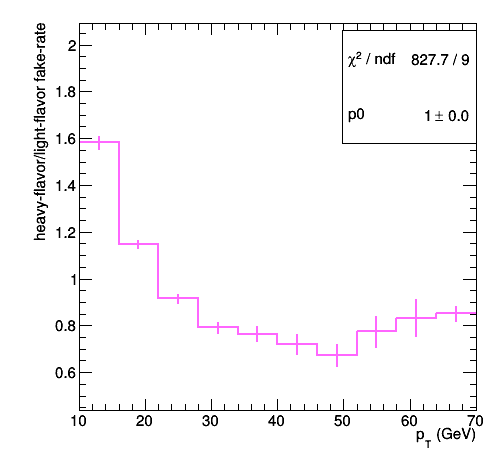 heavy-flavor/light-flavor fake-rate
χ² / ndf 827.7 / 9
p0 1 ± 0.0
2
1.8
1.6
1.4
1.2
1
0.8
0.6
10 20 30 40 50 60 70
p_T (GeV)